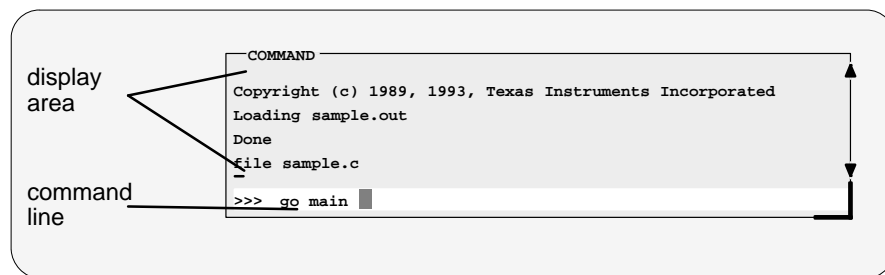 COMMAND
display
area
Copyright (c) 1989, 1993, Texas Instruments Incorporated
Loading sample.out
Done
file sample.c
command
line
>>> go main